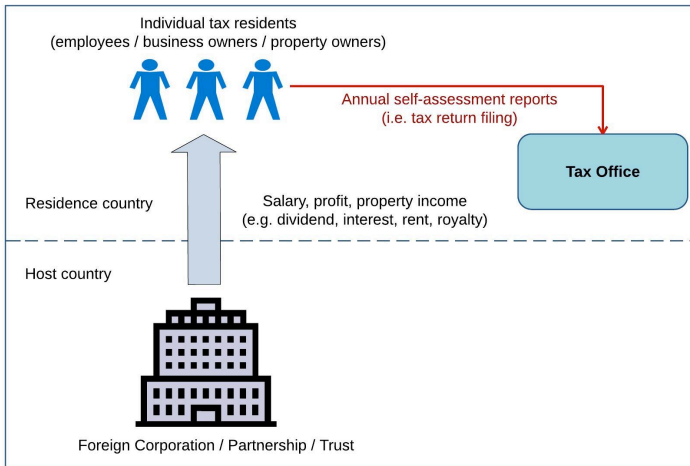 Individual tax residents
(employees / business owners / property owners)
Annual self-assessment reports
(i.e. tax return filing)
Tax Office
Residence country
Salary, profit, property income
(e.g. dividend, interest, rent, royalty)
Host country
Foreign Corporation / Partnership / Trust